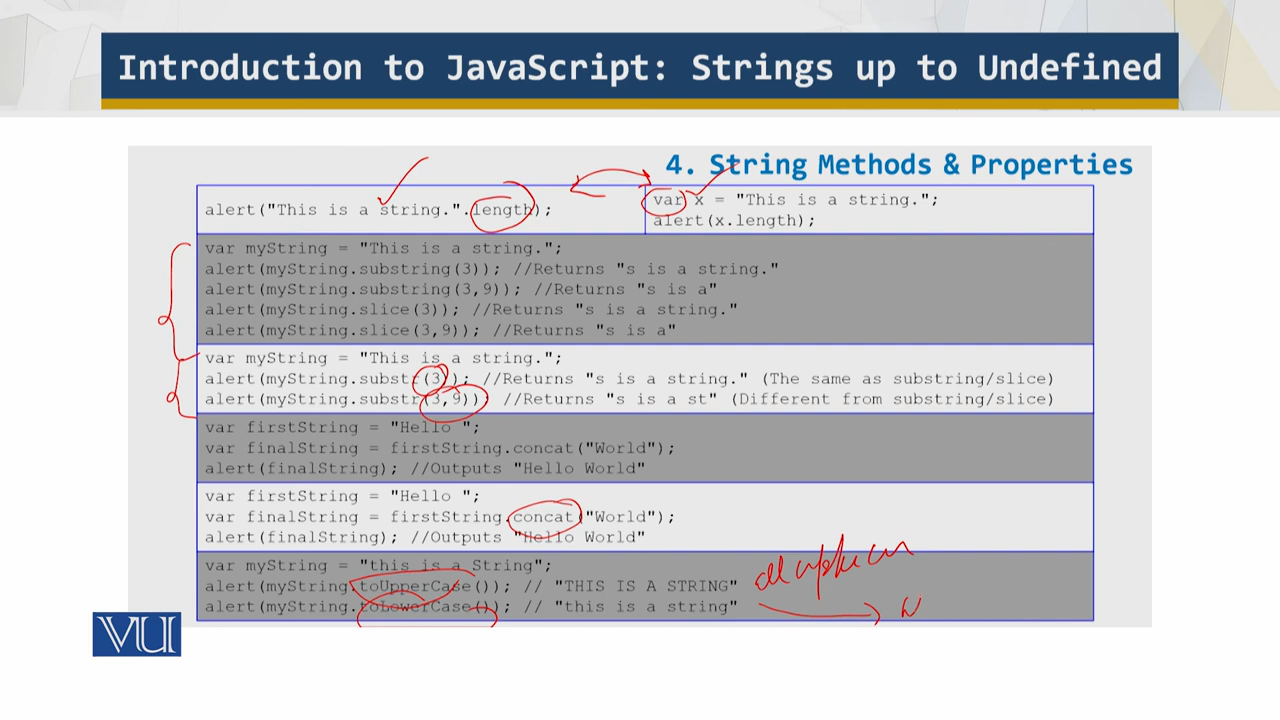 Introduction to JavaScript: Strings up to Undefined
4. String Methods & Properties
alert("This is a string.".length);
var x = "This is a string.";
alert(x.length);
var myString = "This is a string.";
alert(myString.substring(3)); //Returns "s is a string."
alert(myString.substring(3,9)); //Returns "s is a"
alert(myString.slice(3)); //Returns "s is a string."
alert(myString.slice(3,9)); //Returns "s is a"
var myString = "This is a string.";
alert(myString.substr(3)); //Returns "s is a string." (The same as substring/slice)
alert(myString.substr(3,9)); //Returns "s is a st" (Different from substring/slice)
var firstString = "Hello ";
var finalString = firstString.concat("World");
alert(finalString); //Outputs "Hello World"
var firstString = "Hello ";
var finalString = firstString.concat("World");
alert(finalString); //Outputs "Hello World"
var myString = "this is a String";
alert(myString.toUpperCase()); // "THIS IS A STRING"
alert(myString.toLowerCase()); // "this is a string"
VU